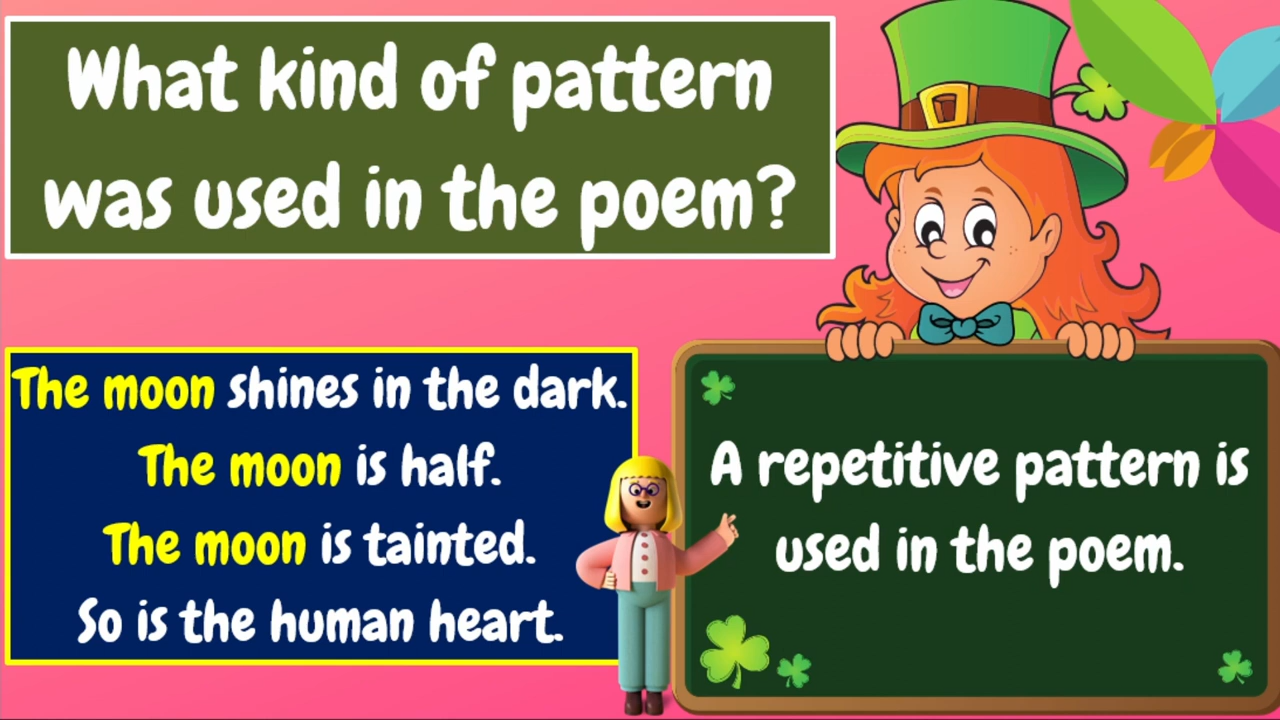 What kind of pattern
was used in the poem?
The moon shines in the dark.
The moon is half.
The moon is tainted.
So is the human heart.
A repetitive pattern is
used in the poem.